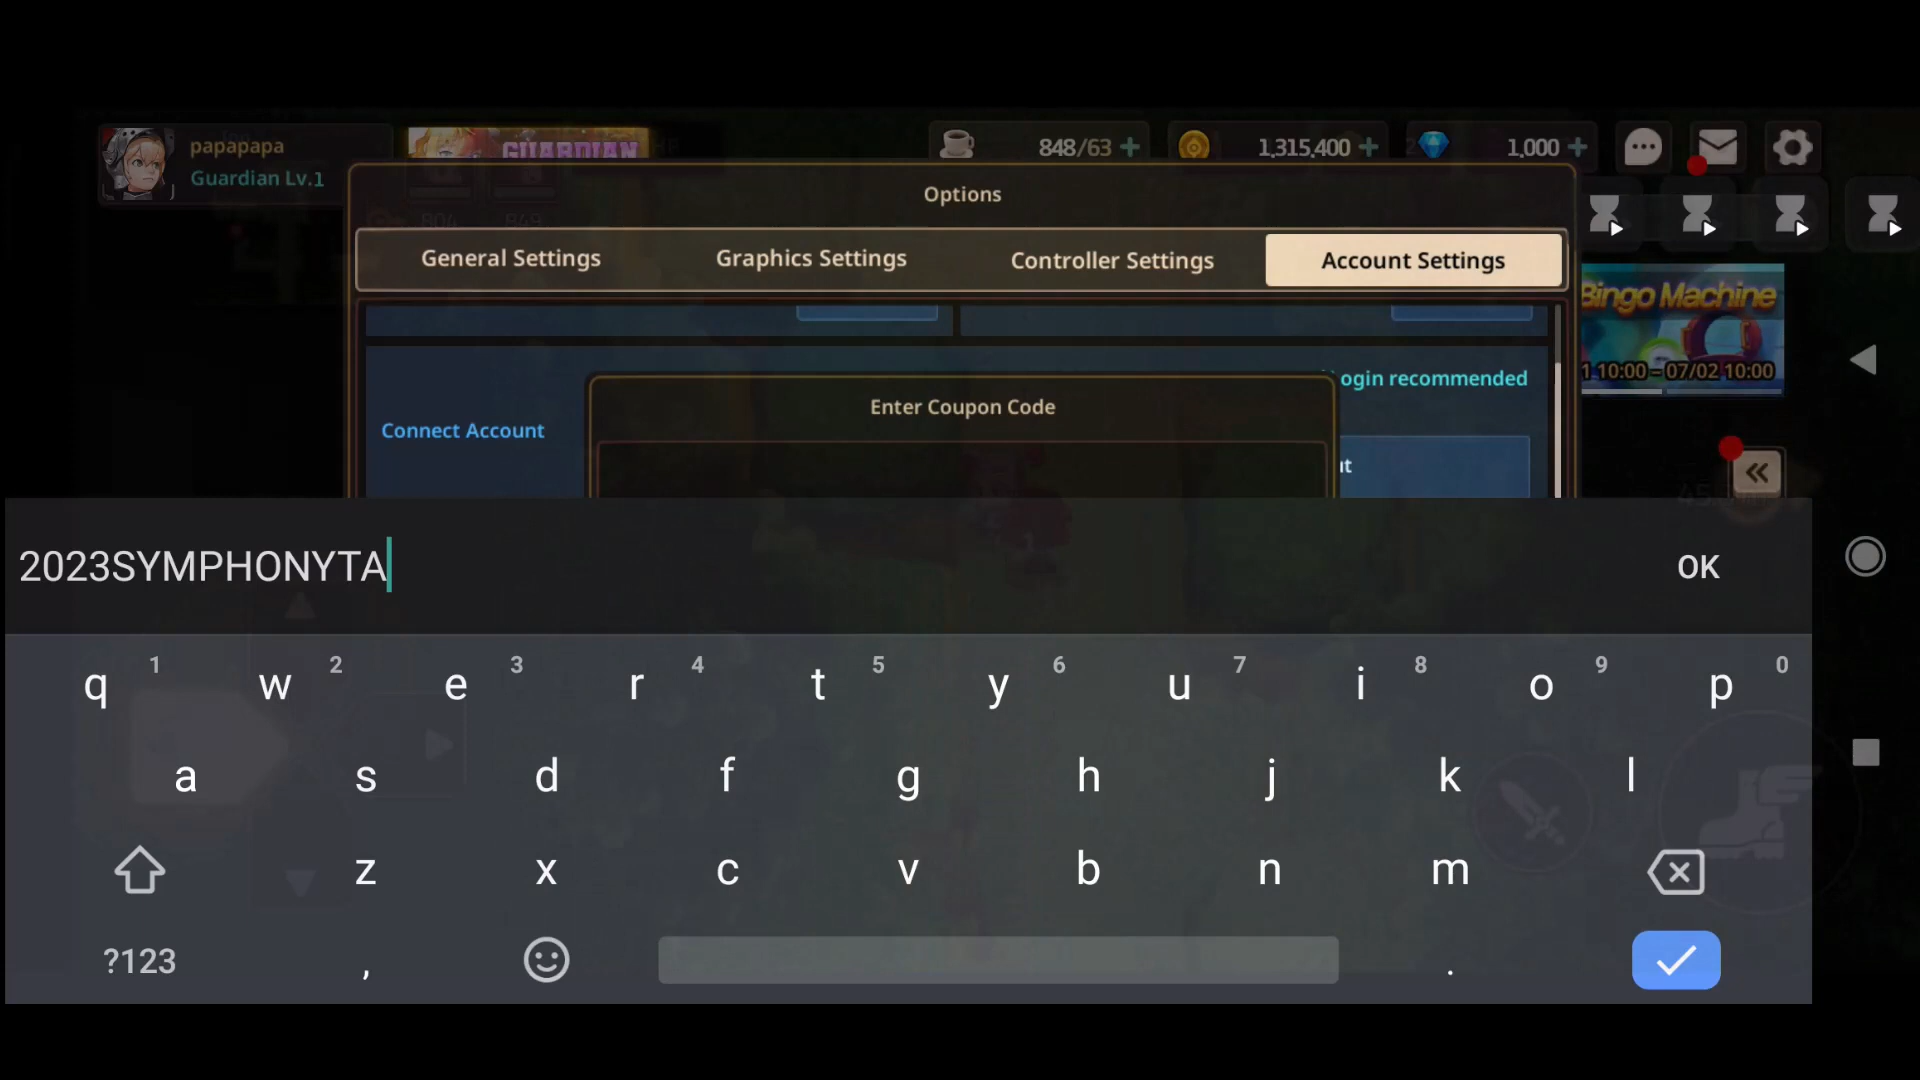 papapapa
Guardian Lv.1
GUARDIAN
848/63
1,315,400
1,000
Options
General Settings
Graphics Settings
Controller Settings
Account Settings
Bingo Machine
1 10:00 – 07/02 10:00
ogin recommended
Enter Coupon Code
Connect Account
2023SYMPHONYTA
OK
q 1 w 2 e 3 r 4 t 5 y 6 u 7 i 8 o 9 p 0
a s d f g h j k l
z x c v b n m
?123 , .